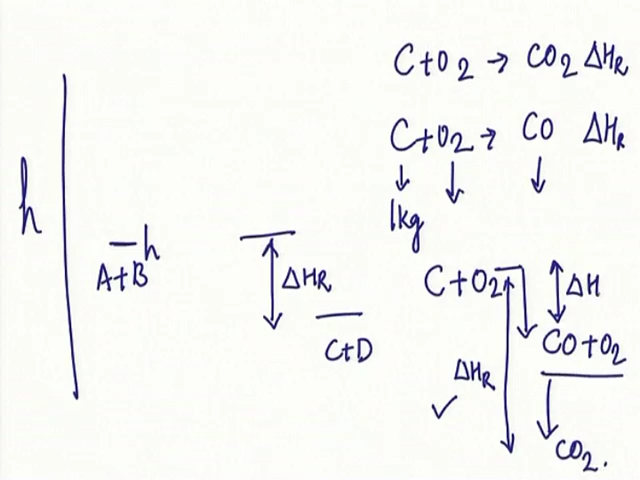 C+O2 → CO2 ΔHR
C+O2 → CO ΔHR
1kg
h
h
A+B
ΔHR
C+D
C+O2
ΔH
CO+O2
ΔHR
CO2.